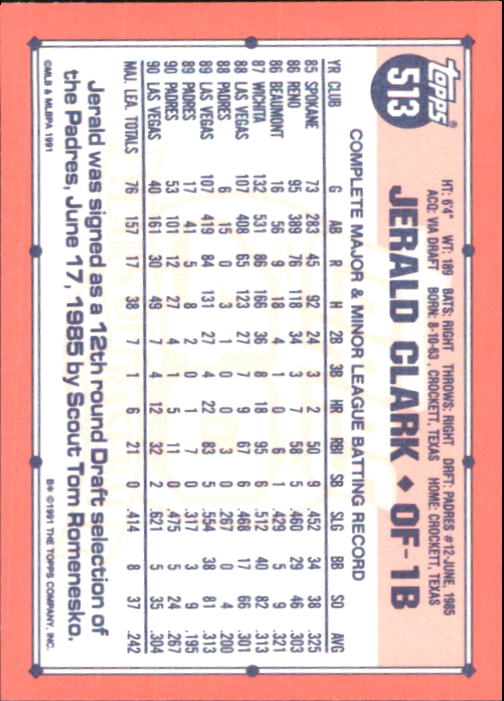 topps®
513
HT: 6'4" WT: 189 BATS: RIGHT THROWS: RIGHT DRFT: PADRES #12-JUNE, 1985
ACQ: VIA DRAFT BORN: 8-10-63, CROCKETT, TEXAS HOME: CROCKETT, TEXAS
JERALD CLARK ♦ OF-1B
COMPLETE MAJOR & MINOR LEAGUE BATTING RECORD
YR CLUB G AB R H 2B 3B HR RBI SB SLG BB SO AVG
85 SPOKANE 73 283 45 92 24 3 2 50 9 .452 34 38 .325
86 RENO 95 389 76 118 34 3 7 58 5 .460 29 46 .303
86 BEAUMONT 16 56 9 18 4 1 0 6 1 .429 5 9 .321
87 WICHITA 132 531 86 166 36 8 18 95 6 .512 40 82 .313
88 LAS VEGAS 107 408 65 123 27 7 9 67 6 .468 17 66 .301
88 PADRES 6 15 0 3 1 0 0 3 0 .267 0 4 .200
89 LAS VEGAS 107 419 84 131 27 4 22 83 5 .554 38 81 .313
89 PADRES 17 41 5 8 2 0 1 7 0 .317 3 9 .195
90 PADRES 53 101 12 27 4 1 5 11 0 .475 5 24 .267
90 LAS VEGAS 40 161 30 49 7 4 12 32 2 .621 5 35 .304
MAJ. LEA. TOTALS 76 157 17 38 7 1 6 21 0 .414 8 37 .242
Jerald was signed as a 12th round Draft selection of
the Padres, June 17, 1985 by Scout Tom Romenesko.
©MLB & MLBPA 1991
B* ©1991 THE TOPPS COMPANY, INC.